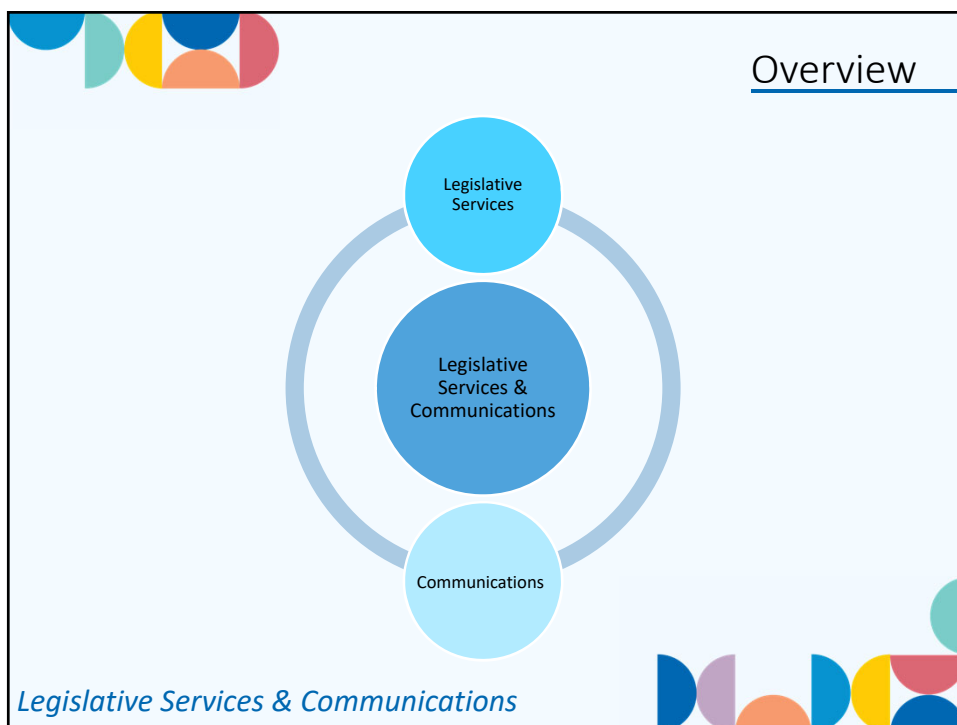 Overview
Legislative
Services
Legislative
Services &
Communications
Communications
Legislative Services & Communications